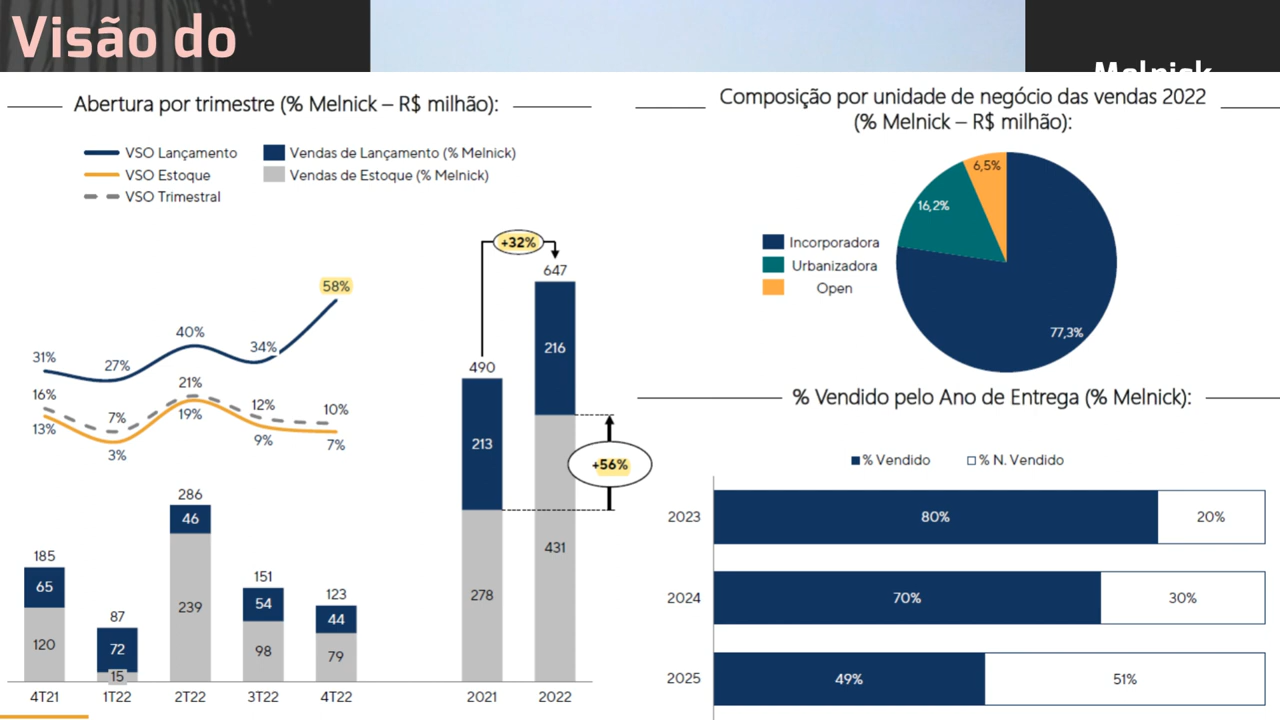 Visão do
Melnick
Abertura por trimestre (% Melnick – R$ milhão):
VSO Lançamento
VSO Estoque
VSO Trimestral
Vendas de Lançamento (% Melnick)
Vendas de Estoque (% Melnick)
31%
27%
40%
34%
58%
16%
7%
21%
12%
10%
13%
3%
19%
9%
7%
185
65
120
87
72
15
286
46
239
151
54
98
123
44
79
4T21
1T22
2T22
3T22
4T22
+32%
490
213
278
647
216
431
+56%
2021
2022
Composição por unidade de negócio das vendas 2022
(% Melnick – R$ milhão):
Incorporadora
Urbanizadora
Open
6,5%
16,2%
77,3%
% Vendido pelo Ano de Entrega (% Melnick):
% Vendido
% N. Vendido
2023
80%
20%
2024
70%
30%
2025
49%
51%